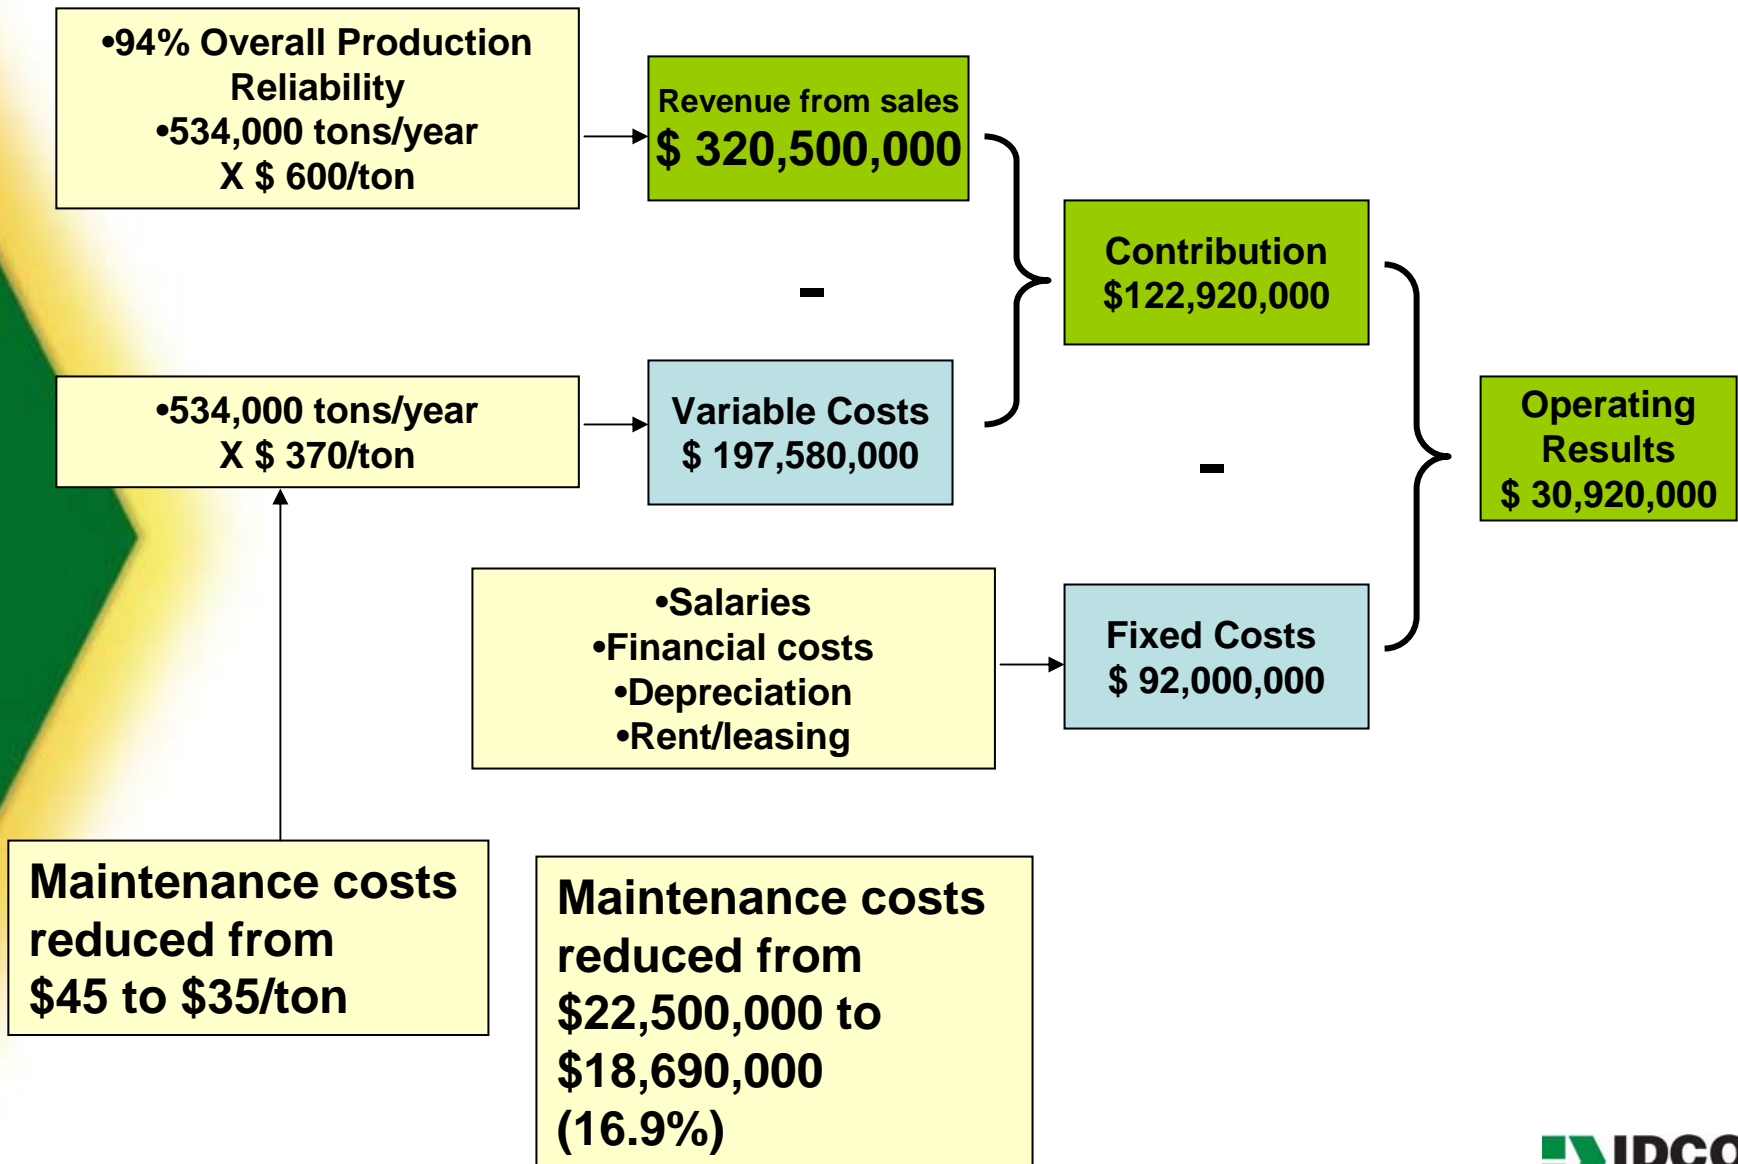 •94% Overall Production
Reliability
•534,000 tons/year
X $ 600/ton
Revenue from sales
$ 320,500,000
-
Contribution
$122,920,000
•534,000 tons/year
X $ 370/ton
Variable Costs
$ 197,580,000
-
Operating
Results
$ 30,920,000
•Salaries
•Financial costs
•Depreciation
•Rent/leasing
Fixed Costs
$ 92,000,000
Maintenance costs
reduced from
$45 to $35/ton
Maintenance costs
reduced from
$22,500,000 to
$18,690,000
(16.9%)
IDCO